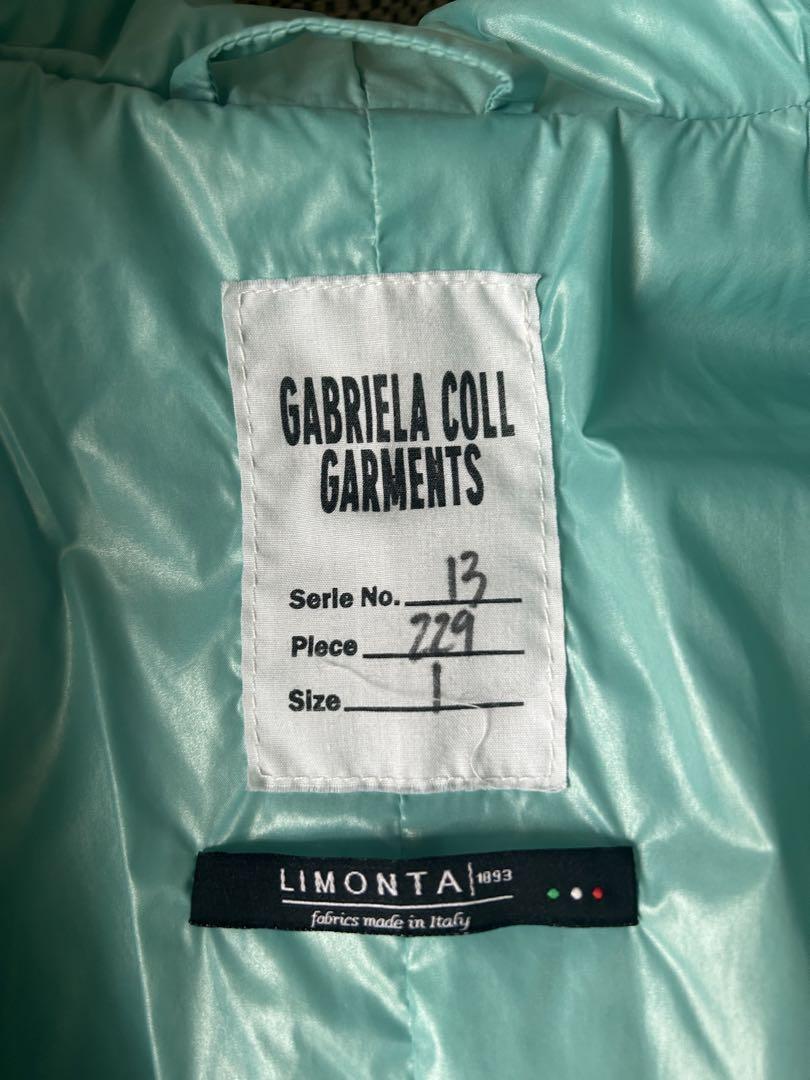 GABRIELA COLL
GARMENTS
Serie No. 13
Piece 229
Size 1
LIMONTA 1893
fabrics made in Italy